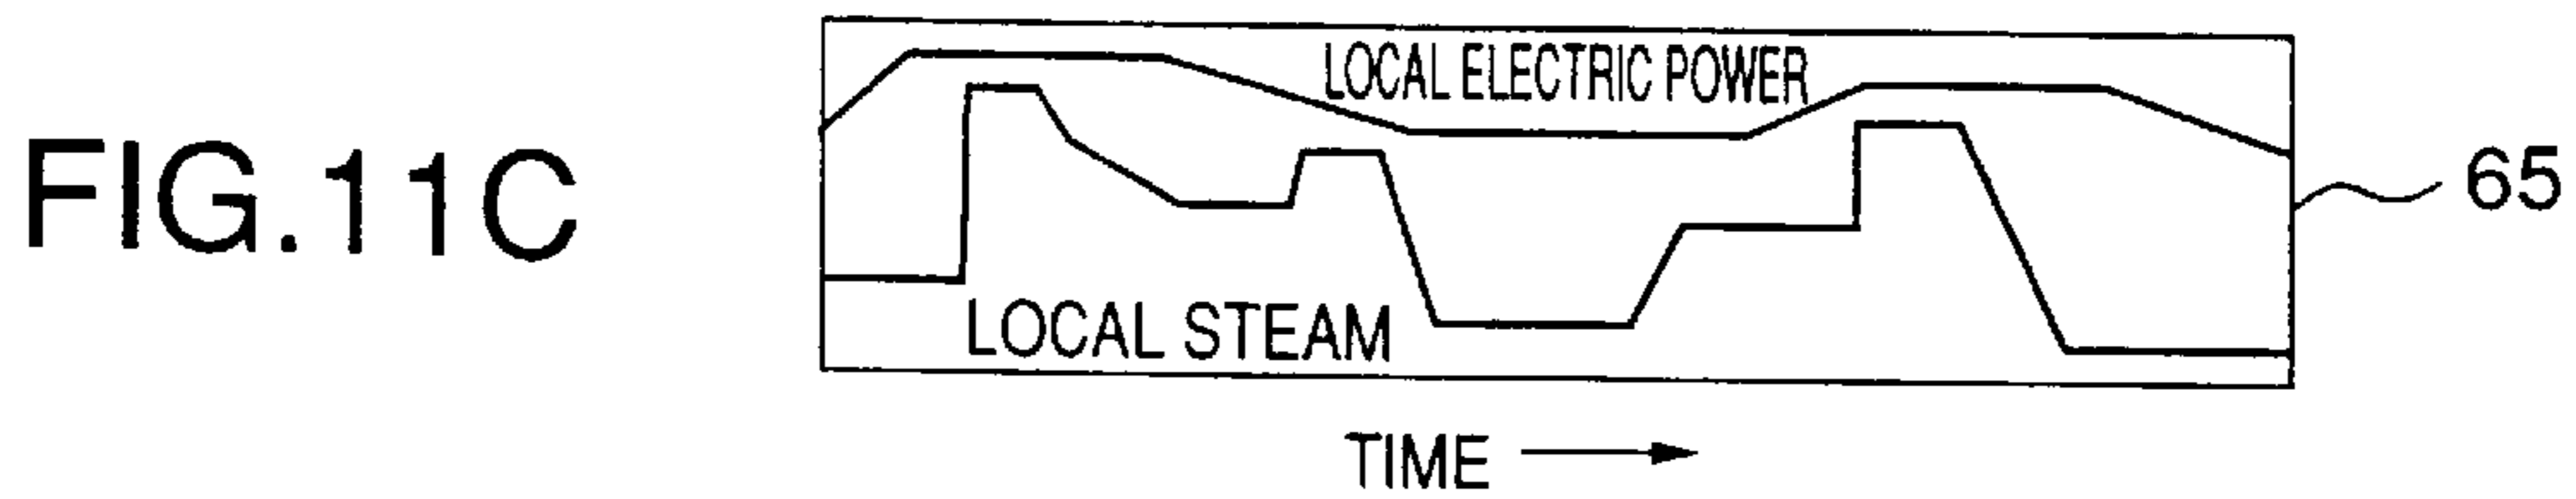 FIG.11C
LOCAL ELECTRIC POWER
65
LOCAL STEAM
TIME